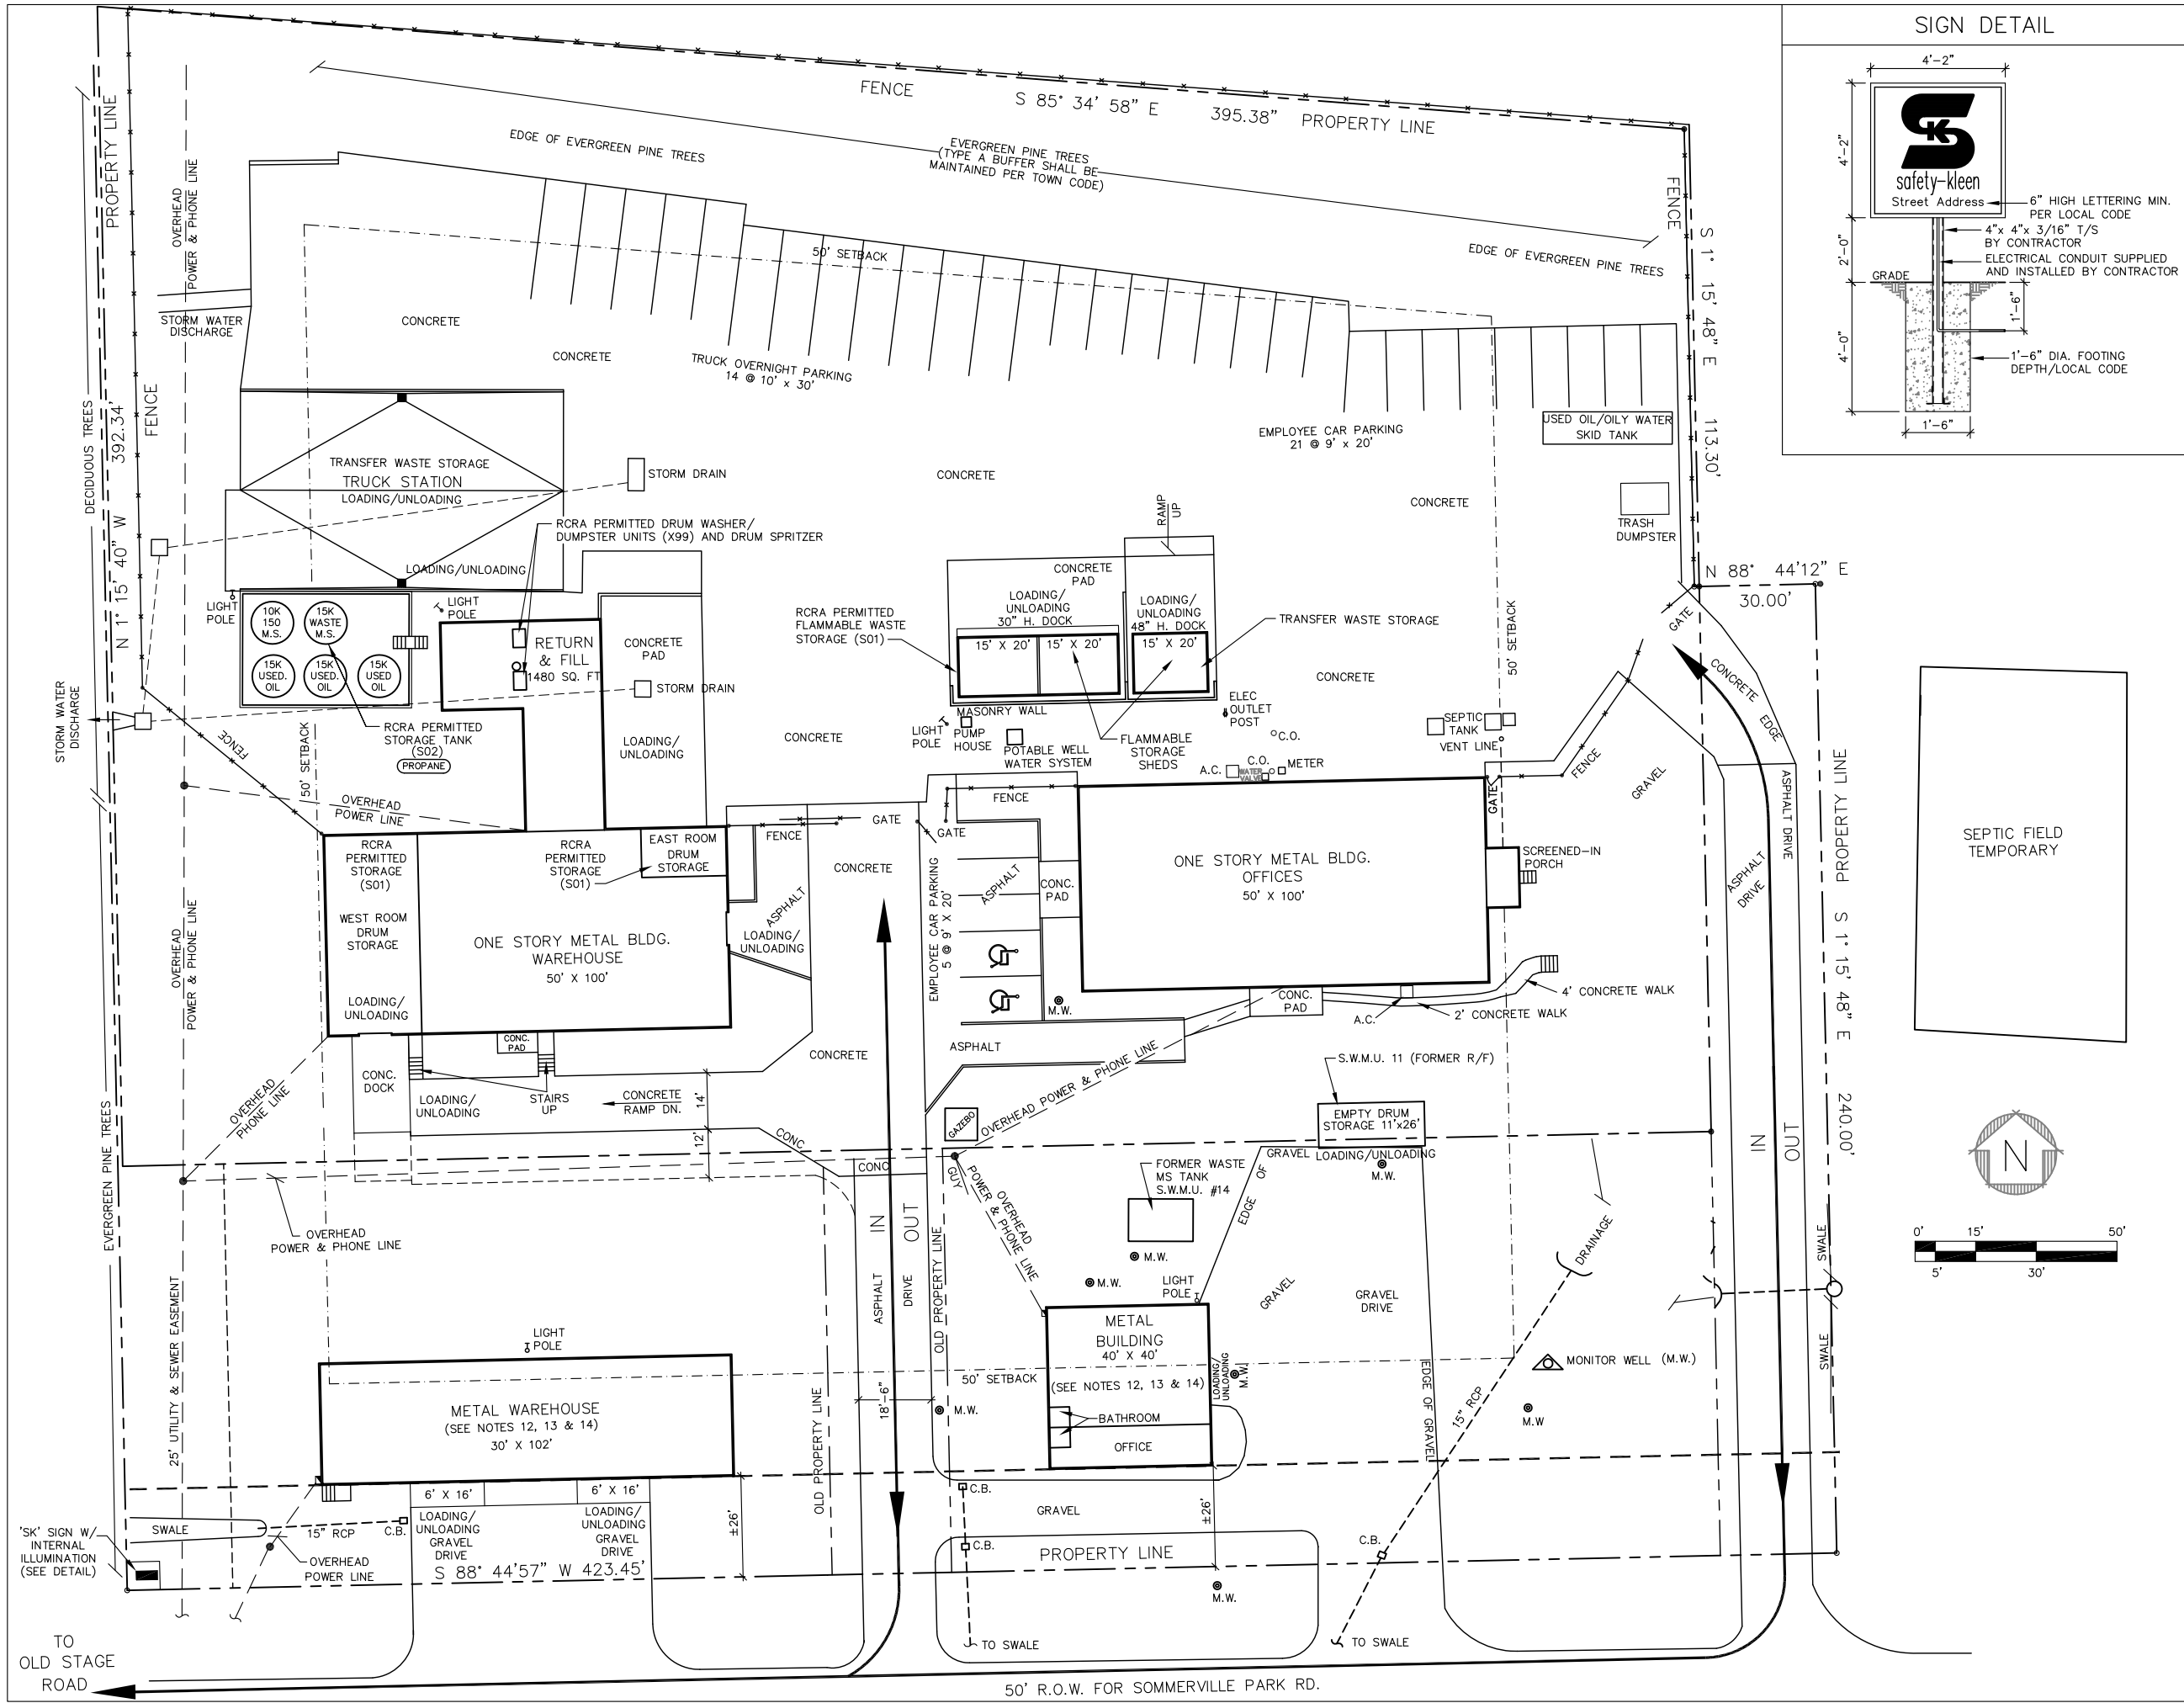 SIGN DETAIL
4'-2"
4'-2"
SK
safety-kleen
Street Address
6" HIGH LETTERING MIN.
PER LOCAL CODE
4"x 4"x 3/16" T/S
BY CONTRACTOR
ELECTRICAL CONDUIT SUPPLIED
AND INSTALLED BY CONTRACTOR
2'-0"
GRADE
1'-6"
4'-0"
1'-6" DIA. FOOTING
DEPTH/LOCAL CODE
1'-6"
FENCE
S 85° 34' 58" E 395.38" PROPERTY LINE
EDGE OF EVERGREEN PINE TREES
EVERGREEN PINE TREES
(TYPE A BUFFER SHALL BE
MAINTAINED PER TOWN CODE)
EDGE OF EVERGREEN PINE TREES
FENCE
S 1° 15' 48" E 113.30'
PROPERTY LINE
OVERHEAD
POWER & PHONE LINE
DECIDUOUS TREES
N 1° 15' 40" W 392.34'
FENCE
50' SETBACK
STORM WATER
DISCHARGE
CONCRETE
CONCRETE
TRUCK OVERNIGHT PARKING
14 @ 10' x 30'
EMPLOYEE CAR PARKING
21 @ 9' x 20'
USED OIL/OILY WATER
SKID TANK
TRANSFER WASTE STORAGE
TRUCK STATION
LOADING/UNLOADING
LOADING/UNLOADING
STORM DRAIN
CONCRETE
CONCRETE
RAMP
UP
TRASH
DUMPSTER
RCRA PERMITTED DRUM WASHER/
DUMPSTER UNITS (X99) AND DRUM SPRITZER
N 88° 44'12" E
30.00'
GATE
LIGHT
POLE
LIGHT
POLE
10K
150
M.S.
15K
WASTE
M.S.
15K
USED.
OIL
15K
USED.
OIL
15K
USED
OIL
RETURN
& FILL
1480 SQ. FT
CONCRETE
PAD
STORM DRAIN
LOADING/
UNLOADING
RCRA PERMITTED
STORAGE TANK
(S02)
PROPANE
STORM WATER
DISCHARGE
FENCE
50' SETBACK
OVERHEAD
POWER LINE
RCRA PERMITTED
FLAMMABLE WASTE
STORAGE (S01)
CONCRETE
PAD
LOADING/
UNLOADING
30" H. DOCK
LOADING/
UNLOADING
48" H. DOCK
15' X 20'
15' X 20'
15' X 20'
TRANSFER WASTE STORAGE
CONCRETE
50' SETBACK
MASONRY WALL
LIGHT
POLE
PUMP
HOUSE
POTABLE WELL
WATER SYSTEM
FLAMMABLE
STORAGE
SHEDS
ELEC
OUTLET
POST
C.O.
CONCRETE
SEPTIC
TANK
VENT LINE
A.C.
C.O.
WATER
VALVE
METER
CONCRETE EDGE
FENCE
GRAVEL
GATE
ASPHALT DRIVE
ASPHALT
DRIVE
PROPERTY LINE S 1° 15' 48" E 240.00'
SEPTIC FIELD
TEMPORARY
RCRA
PERMITTED
STORAGE
(S01)
WEST ROOM
DRUM
STORAGE
LOADING/
UNLOADING
RCRA
PERMITTED
STORAGE
(S01)
EAST ROOM
DRUM
STORAGE
ONE STORY METAL BLDG.
WAREHOUSE
50' X 100'
FENCE
GATE
GATE
FENCE
CONCRETE
ASPHALT
LOADING/
UNLOADING
EMPLOYEE CAR PARKING
5 @ 9' X 20'
ASPHALT
CONC.
PAD
ONE STORY METAL BLDG.
OFFICES
50' X 100'
SCREENED-IN
PORCH
M.W.
CONC.
PAD
A.C.
2' CONCRETE WALK
4' CONCRETE WALK
OVERHEAD
POWER & PHONE LINE
CONC.
PAD
CONC.
DOCK
LOADING/
UNLOADING
STAIRS
UP
CONCRETE
RAMP DN.
14'
12'
CONCRETE
ASPHALT
OVERHEAD
PHONE LINE
OVERHEAD POWER & PHONE LINE
GAZEBO
S.W.M.U. 11 (FORMER R/F)
EMPTY DRUM
STORAGE 11'x26'
GRAVEL LOADING/UNLOADING
M.W.
CONC.
CONC.
GUY
OVERHEAD
POWER & PHONE LINE
FORMER WASTE
MS TANK
S.W.M.U. #14
EDGE OF
IN
OUT
N
0' 15' 50'
5' 30'
EVERGREEN PINE TREES
OVERHEAD
POWER & PHONE LINE
25' UTILITY & SEWER EASEMENT
IN
OUT
ASPHALT
DRIVE
OLD PROPERTY LINE
M.W.
M.W.
LIGHT
POLE
GRAVEL
GRAVEL
DRIVE
DRAINAGE
SWALE
SWALE
LIGHT
POLE
METAL WAREHOUSE
(SEE NOTES 12, 13 & 14)
30' X 102'
OLD PROPERTY LINE
18'-6"
50' SETBACK
M.W.
METAL
BUILDING
40' X 40'
(SEE NOTES 12, 13 & 14)
BATHROOM
OFFICE
LOADING/
UNLOADING
M.W.
EDGE OF GRAVEL
15" RCP
MONITOR WELL (M.W.)
M.W
6' X 16'
6' X 16'
SWALE
15" RCP
C.B.
LOADING/
UNLOADING
GRAVEL
DRIVE
LOADING/
UNLOADING
GRAVEL
DRIVE
±26'
'SK' SIGN W/
INTERNAL
ILLUMINATION
(SEE DETAIL)
OVERHEAD
POWER LINE
S 88° 44'57" W 423.45'
C.B.
GRAVEL
C.B.
PROPERTY LINE
±26'
C.B.
M.W.
TO SWALE
TO SWALE
TO
OLD STAGE
ROAD
50' R.O.W. FOR SOMMERVILLE PARK RD.